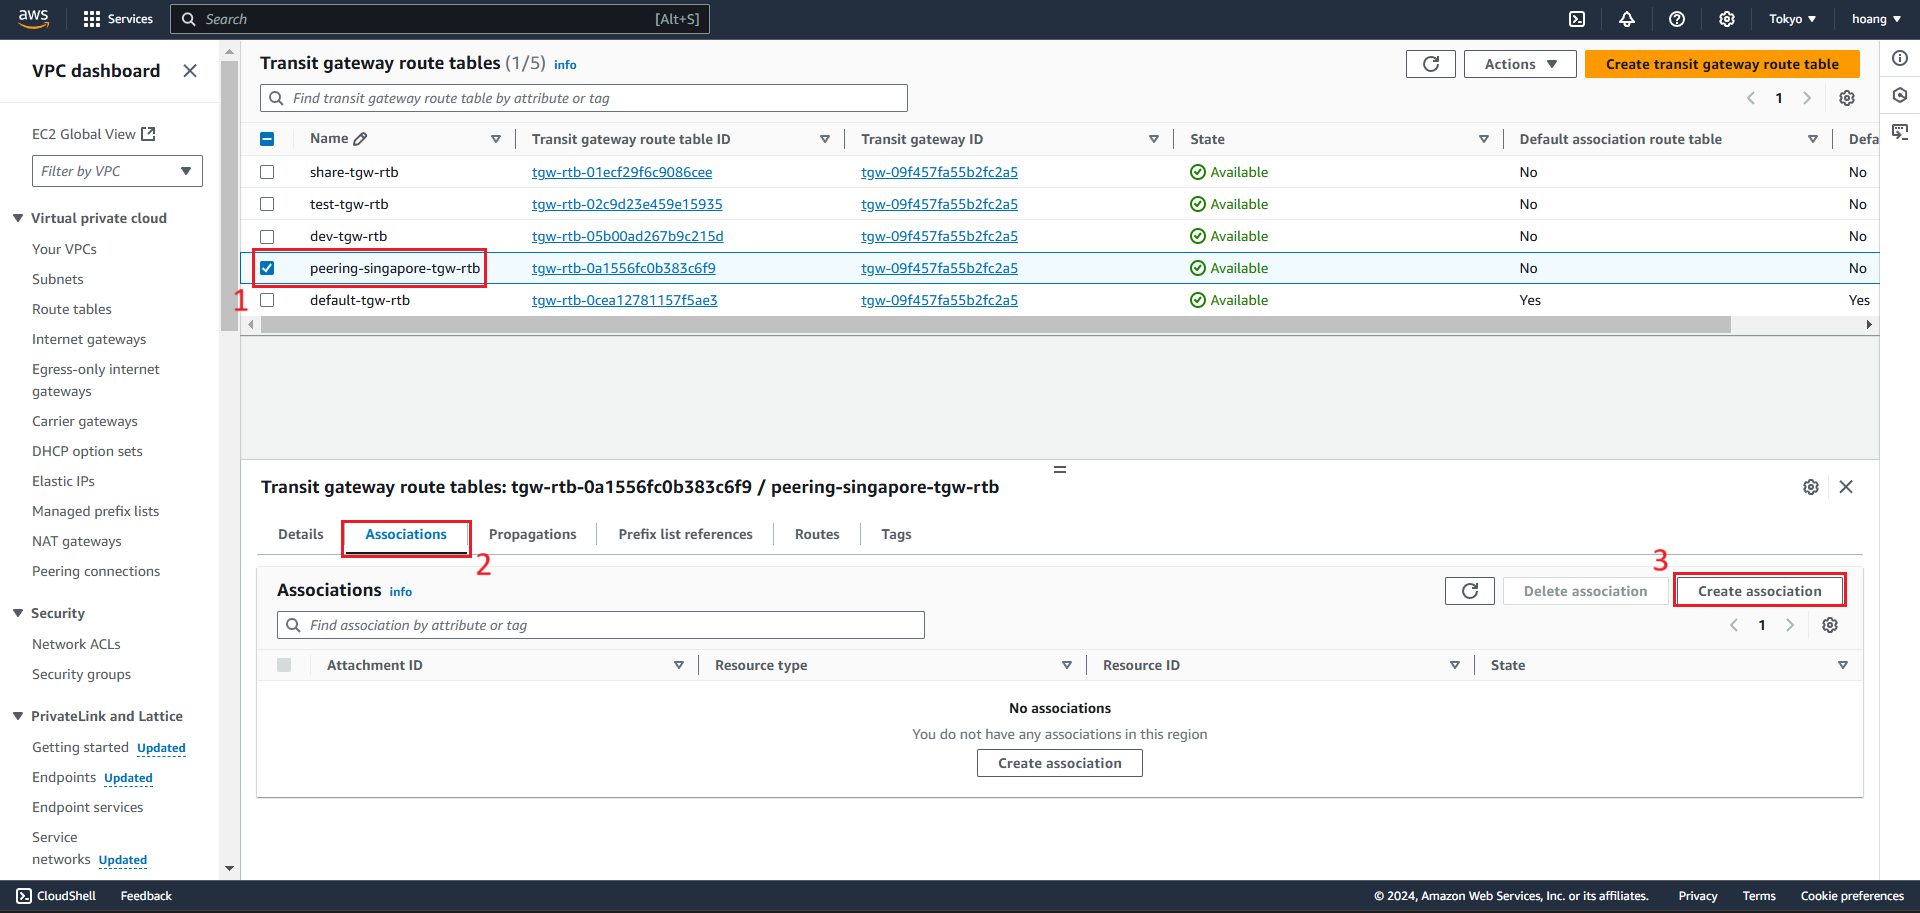 aws
Services
Search
[Alt+S]
Tokyo
hoang
VPC dashboard
EC2 Global View
Filter by VPC
Virtual private cloud
Your VPCs
Subnets
Route tables
Internet gateways
Egress-only internet
gateways
Carrier gateways
DHCP option sets
Elastic IPs
Managed prefix lists
NAT gateways
Peering connections
Security
Network ACLs
Security groups
PrivateLink and Lattice
Getting started Updated
Endpoints Updated
Endpoint services
Service
networks Updated
Transit gateway route tables (1/5) info
Actions
Create transit gateway route table
Find transit gateway route table by attribute or tag
1
Name Transit gateway route table ID Transit gateway ID State Default association route table Defa
share-tgw-rtb tgw-rtb-01ecf29f6c9086cee tgw-09f457fa55b2fc2a5 Available No No
test-tgw-rtb tgw-rtb-02c9d23e459e15935 tgw-09f457fa55b2fc2a5 Available No No
dev-tgw-rtb tgw-rtb-05b00ad267b9c215d tgw-09f457fa55b2fc2a5 Available No No
peering-singapore-tgw-rtb tgw-rtb-0a1556fc0b383c6f9 tgw-09f457fa55b2fc2a5 Available No No
1
default-tgw-rtb tgw-rtb-0cea12781157f5ae3 tgw-09f457fa55b2fc2a5 Available Yes Yes
Transit gateway route tables: tgw-rtb-0a1556fc0b383c6f9 / peering-singapore-tgw-rtb
Details Associations Propagations Prefix list references Routes Tags
2
3
Associations info
Delete association
Create association
Find association by attribute or tag
1
Attachment ID Resource type Resource ID State
No associations
You do not have any associations in this region
Create association
CloudShell Feedback
© 2024, Amazon Web Services, Inc. or its affiliates. Privacy Terms Cookie preferences